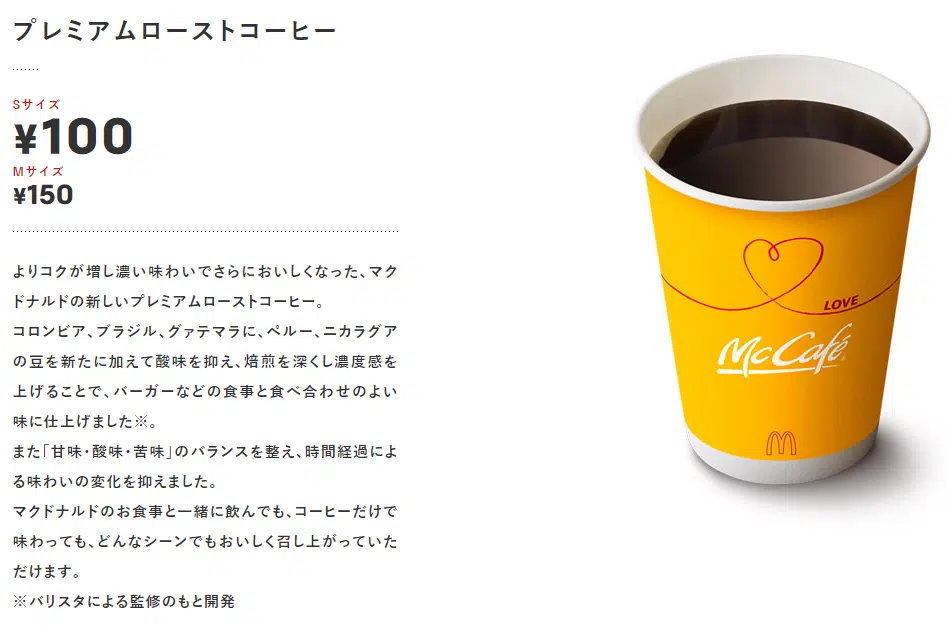 プレミアムローストコーヒー
Sサイズ
¥100
Mサイズ
¥150
よりコクが増し濃い味わいでさらにおいしくなった、マク
ドナルドの新しいプレミアムローストコーヒー。
コロンビア、ブラジル、グァテマラに、ペルー、ニカラグア
の豆を新たに加えて酸味を抑え、焙煎を深くし濃度感を
上げることで、バーガーなどの食事と食べ合わせのよい
味に仕上げました※。
また「甘味・酸味・苦味」のバランスを整え、時間経過によ
る味わいの変化を抑えました。
マクドナルドのお食事と一緒に飲んでも、コーヒーだけで
味わっても、どんなシーンでもおいしく召し上がっていた
だけます。
※バリスタによる監修のもと開発
LOVE
McCafé